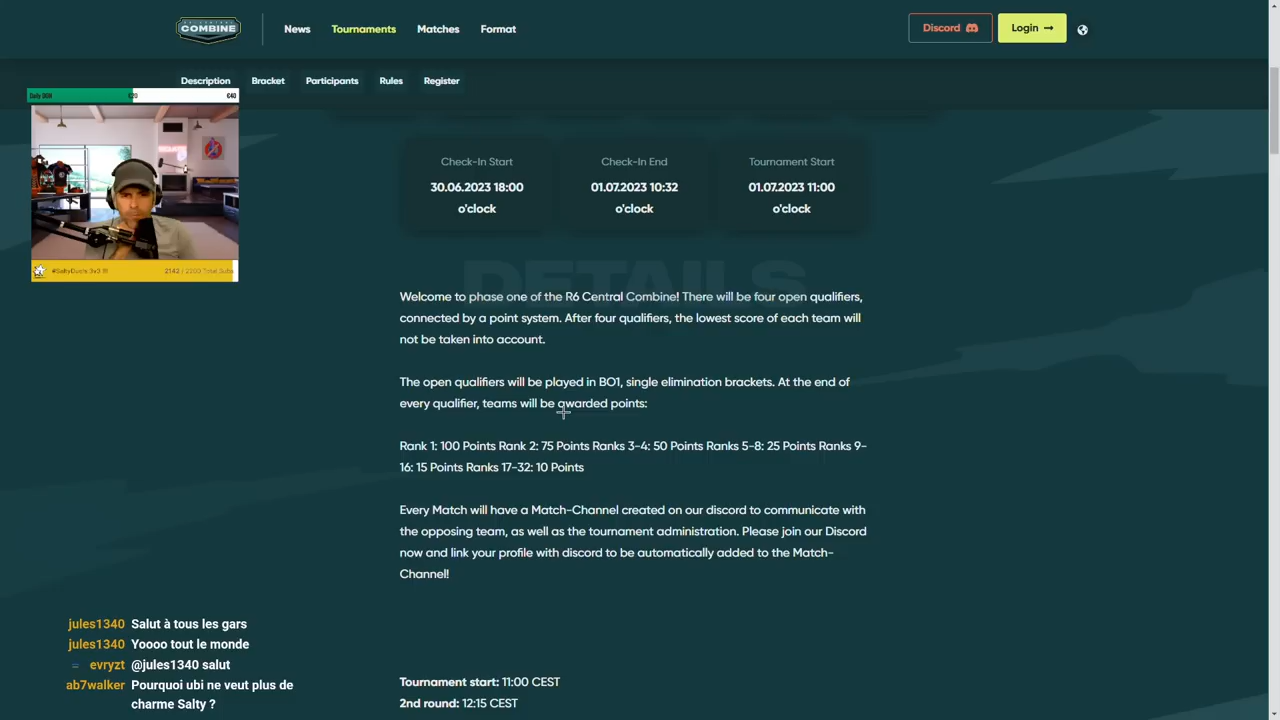 COMBINE
News Tournaments Matches Format
Discord Login →
Description Bracket Participants Rules Register
Daily €20 €40
#SaltyDuo's 3v3 !!! 2142 / 2200 Total Subs
Check-In Start
30.06.2023 18:00
o'clock
Check-In End
01.07.2023 10:32
o'clock
Tournament Start
01.07.2023 11:00
o'clock
DETAILS
Welcome to phase one of the R6 Central Combine! There will be four open qualifiers,
connected by a point system. After four qualifiers, the lowest score of each team will
not be taken into account.
The open qualifiers will be played in BO1, single elimination brackets. At the end of
every qualifier, teams will be awarded points:
Rank 1: 100 Points Rank 2: 75 Points Ranks 3-4: 50 Points Ranks 5-8: 25 Points Ranks 9-
16: 15 Points Ranks 17-32: 10 Points
Every Match will have a Match-Channel created on our discord to communicate with
the opposing team, as well as the tournament administration. Please join our Discord
now and link your profile with discord to be automatically added to the Match-
Channel!
Tournament start: 11:00 CEST
2nd round: 12:15 CEST
jules1340 Salut à tous les gars
jules1340 Yoooo tout le monde
evryzt @jules1340 salut
ab7walker Pourquoi ubi ne veut plus de
charme Salty ?